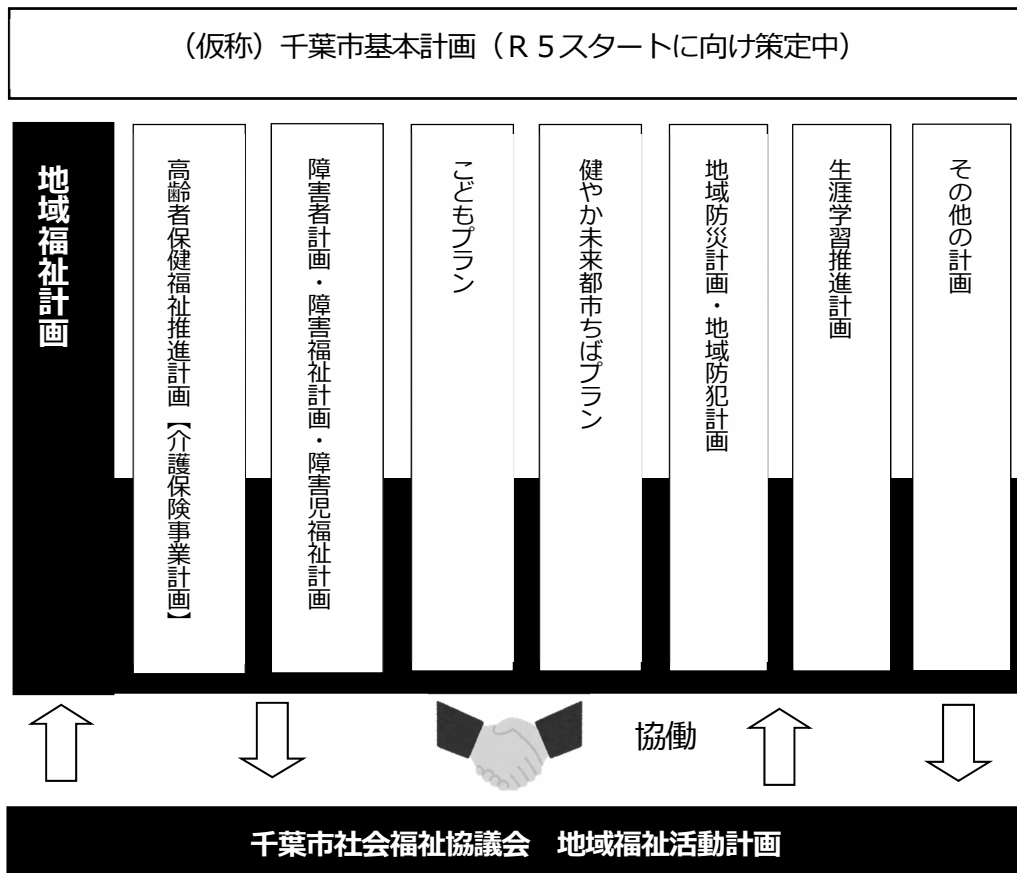 （仮称）千葉市基本計画（Ｒ５スタートに向け策定中）
地域福祉計画
高齢者保健福祉推進計画【介護保険事業計画】
障害者計画・障害福祉計画・障害児福祉計画
こどもプラン
健やか未来都市ちばプラン
地域防災計画・地域防犯計画
生涯学習推進計画
その他の計画
協働
千葉市社会福祉協議会　地域福祉活動計画